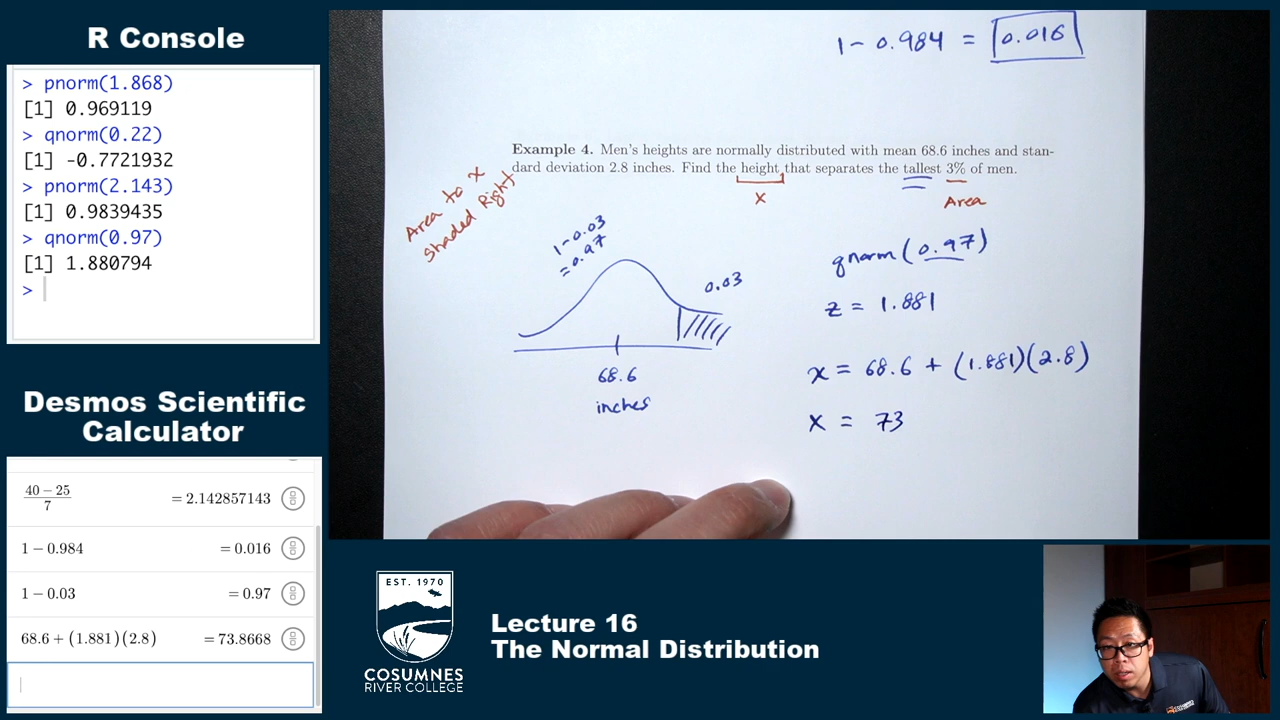 R Console
> pnorm(1.868)
[1] 0.969119
> qnorm(0.22)
[1] -0.7721932
> pnorm(2.143)
[1] 0.9839435
> qnorm(0.97)
[1] 1.880794
>
Desmos Scientific
Calculator
40 − 25
7
= 2.142857143
1 − 0.984 = 0.016
1 − 0.03 = 0.97
68.6 + (1.881)(2.8) = 73.8668
1 - 0.984 = 0.016
Example 4. Men's heights are normally distributed with mean 68.6 inches and stan-
dard deviation 2.8 inches. Find the height that separates the tallest 3% of men.
x
Area
Area to x
Shaded Right
1-0.03
=0.97
0.03
68.6
inches
qnorm(0.97)
z = 1.881
x = 68.6 + (1.881)(2.8)
x = 73
EST. 1970
COSUMNES
RIVER COLLEGE
Lecture 16
The Normal Distribution